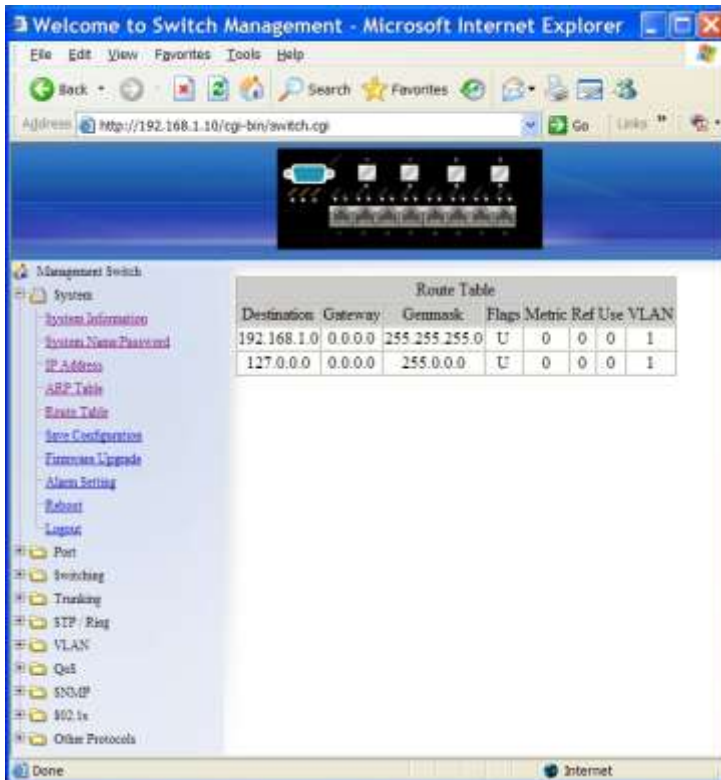 Welcome to Switch Management - Microsoft Internet Explorer
File Edit View Favorites Tools Help
Back Search Favorites
Address http://192.168.1.10/cgi-bin/switch.cgi Go Links »
Management Switch
System
System Information
System Name/Password
IP Address
ARP Table
Route Table
Save Configuration
Firmware Upgrade
Alarm Setting
Reboot
Logout
Port
Switching
Trunking
STP / Ring
VLAN
QoS
SNMP
802.1x
Other Protocols
Route Table
Destination Gateway Genmask Flags Metric Ref Use VLAN
192.168.1.0 0.0.0.0 255.255.255.0 U 0 0 0 1
127.0.0.0 0.0.0.0 255.0.0.0 U 0 0 0 1
Done Internet